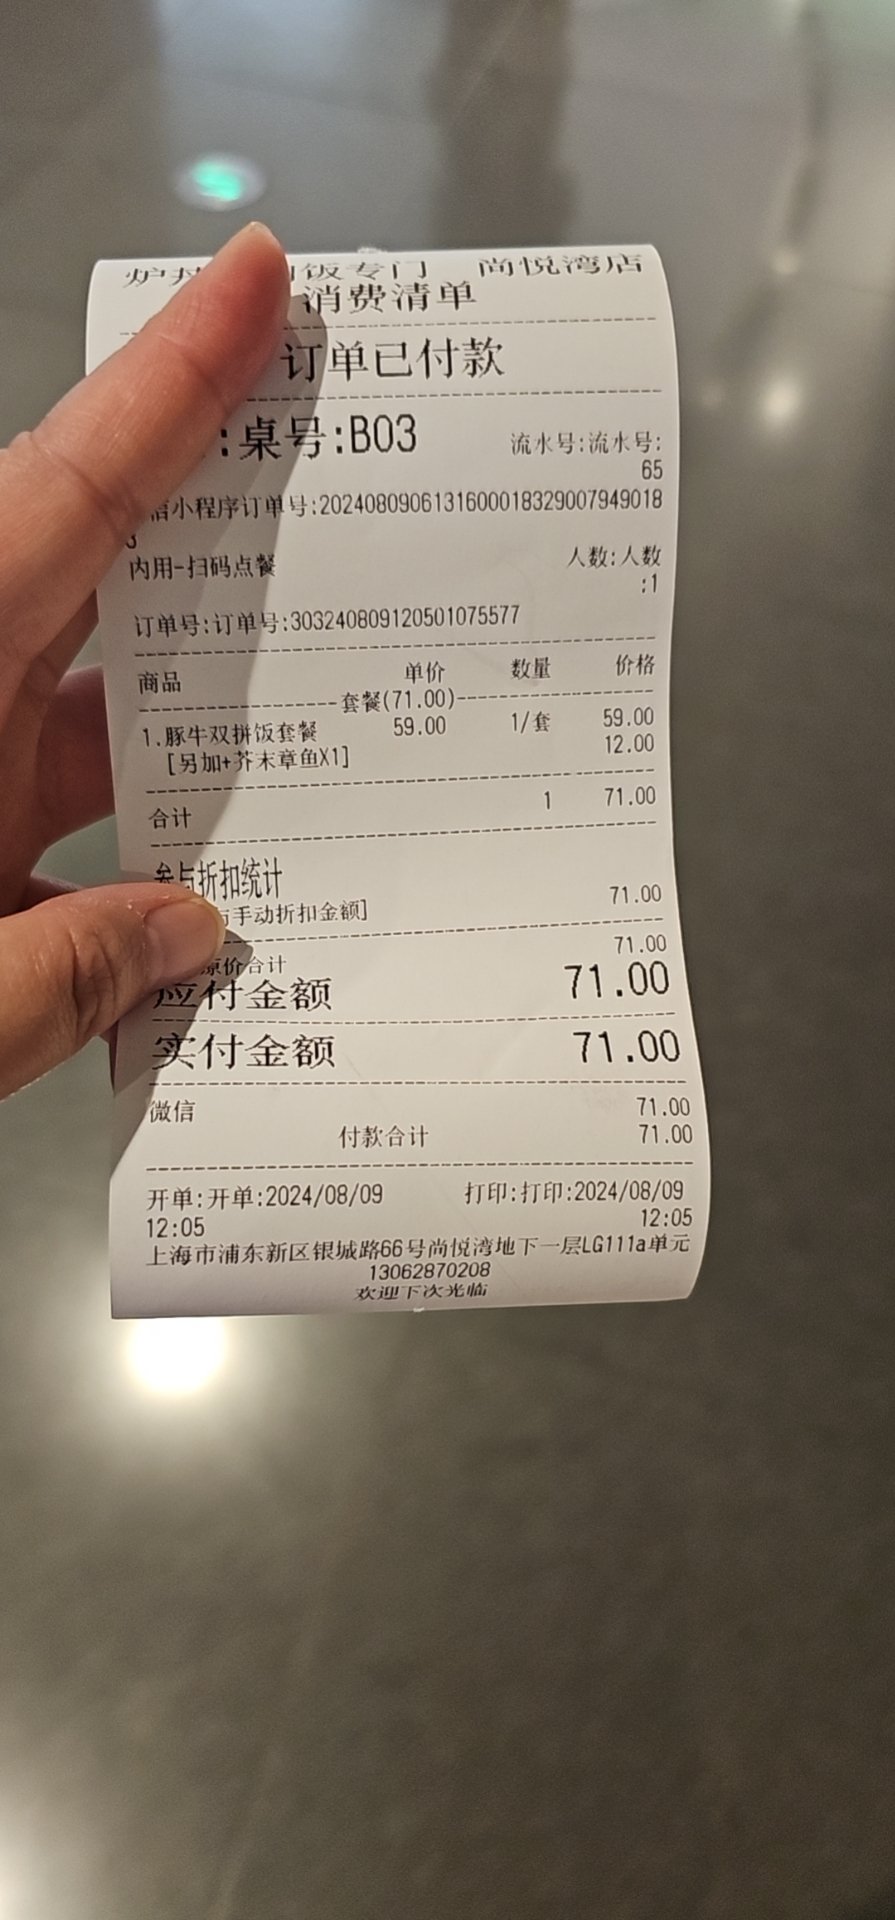 饭专门 尚悦湾店
消费清单
订单已付款
:桌号:B03 流水号:流水号:
65
信小程序订单号:2024080906131600018329007949018
3
内用-扫码点餐 人数:人数
:1
订单号:订单号:303240809120501075577
商品 单价 数量 价格
套餐(71.00)
1.豚牛双拼饭套餐 59.00 1/套 59.00
[另加+芥末章鱼X1] 12.00
合计 1 71.00
参与折扣统计
与手动折扣金额] 71.00
原价合计 71.00
应付金额 71.00
实付金额 71.00
微信 71.00
付款合计 71.00
开单:开单:2024/08/09 打印:打印:2024/08/09
12:05 12:05
上海市浦东新区银城路66号尚悦湾地下一层LG111a单元
13062870208
欢迎下次光临